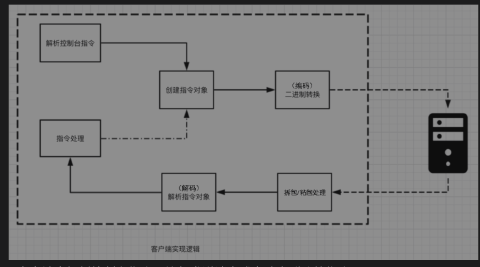 解析控制台指令
创建指令对象
（编码）
二进制转换
指令处理
（解码）
解析指令对象
拆包/粘包处理
客户端实现逻辑